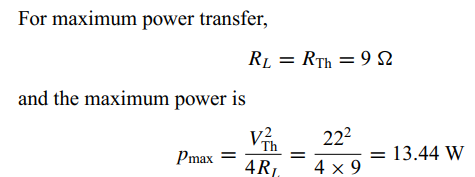 For maximum power transfer,
R_L = R_Th = 9 Ω
and the maximum power is
p_max = V_Th^2 / 4R_L = 22^2 / 4 × 9 = 13.44 W